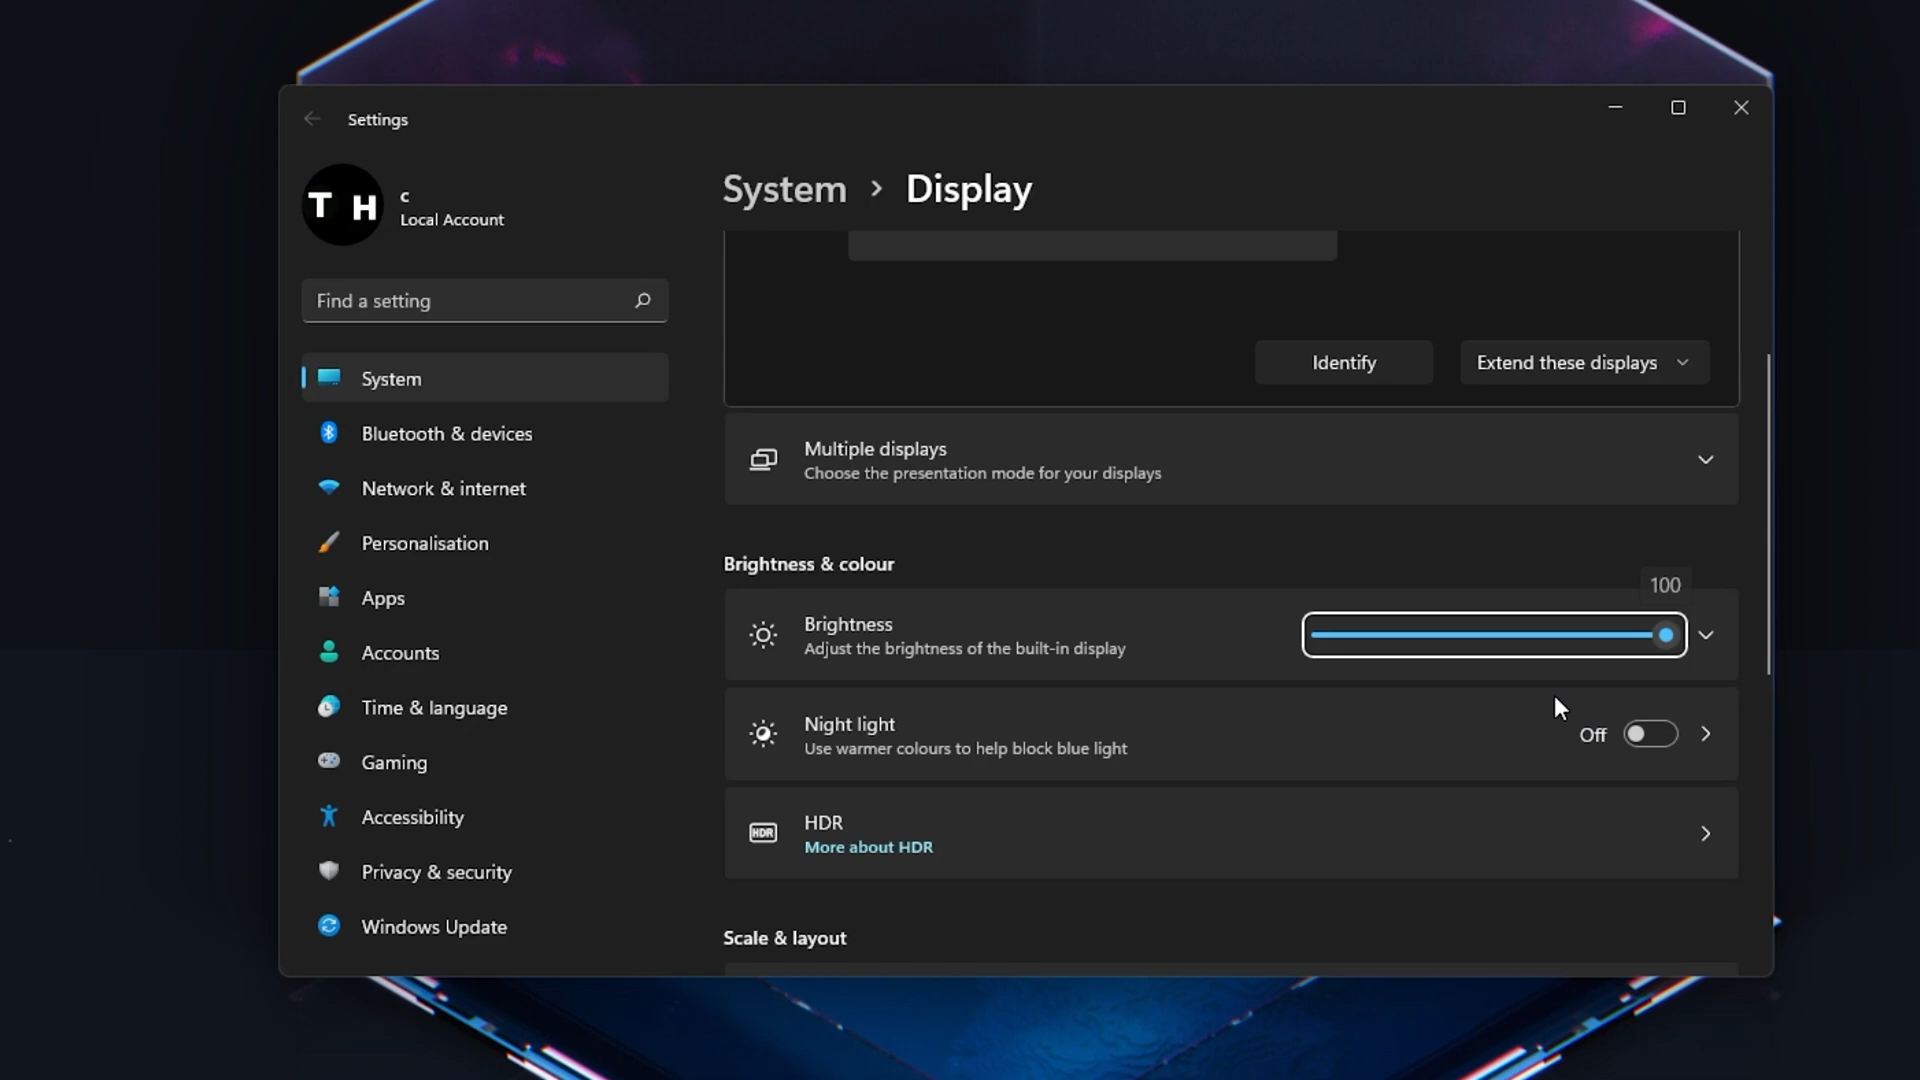 Settings
T H
c
Local Account
Find a setting
System
Bluetooth & devices
Network & internet
Personalisation
Apps
Accounts
Time & language
Gaming
Accessibility
Privacy & security
Windows Update
System > Display
Identify
Extend these displays
Multiple displays
Choose the presentation mode for your displays
Brightness & colour
100
Brightness
Adjust the brightness of the built-in display
Night light
Use warmer colours to help block blue light
Off
HDR
HDR
More about HDR
Scale & layout